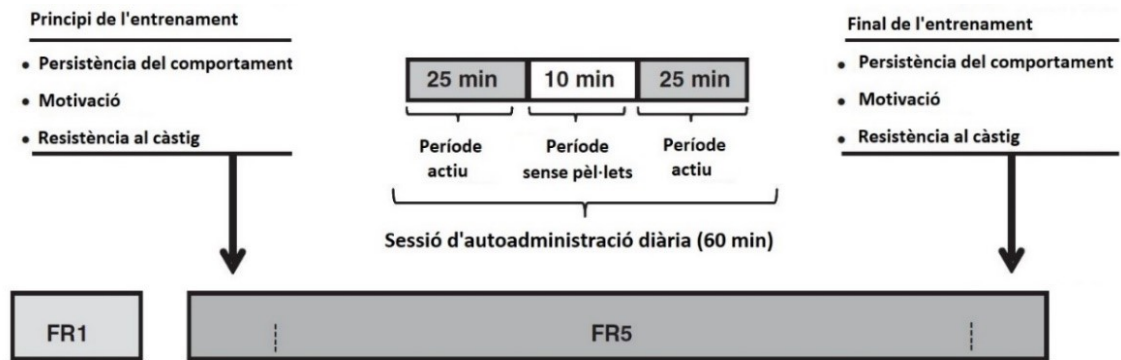 Principi de l'entrenament
• Persistència del comportament
• Motivació
• Resistència al càstig
25 min
10 min
25 min
Període
actiu
Període
sense pèl·lets
Període
actiu
Sessió d'autoadministració diària (60 min)
Final de l'entrenament
• Persistència del comportament
• Motivació
• Resistència al càstig
FR1
FR5